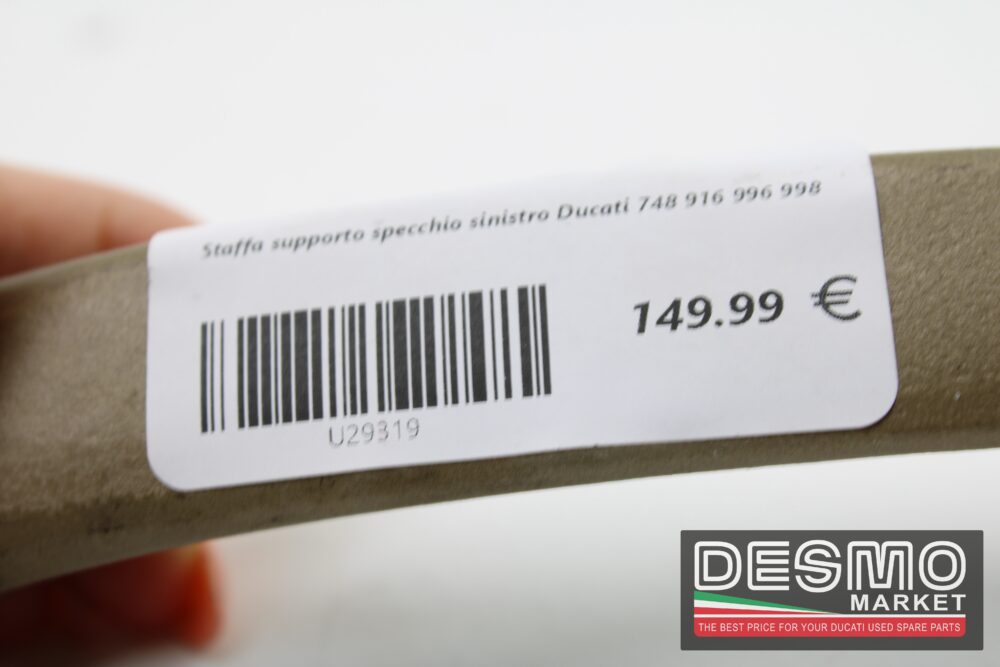 Staffa supporto specchio sinistro Ducati 748 916 996 998
149.99 €
U29319
DESMO
MARKET
THE BEST PRICE FOR YOUR DUCATI USED SPARE PARTS